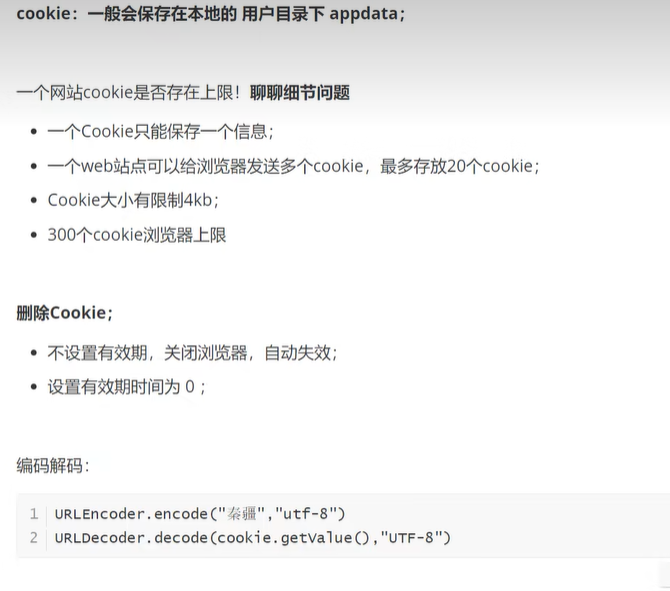 cookie：一般会保存在本地的 用户目录下 appdata；
一个网站cookie是否存在上限！聊聊细节问题
一个Cookie只能保存一个信息；
一个web站点可以给浏览器发送多个cookie，最多存放20个cookie；
Cookie大小有限制4kb；
300个cookie浏览器上限
删除Cookie；
不设置有效期，关闭浏览器，自动失效；
设置有效期时间为 0 ；
编码解码：
1 URLEncoder.encode("秦疆","utf-8")
2 URLDecoder.decode(cookie.getValue(),"UTF-8")